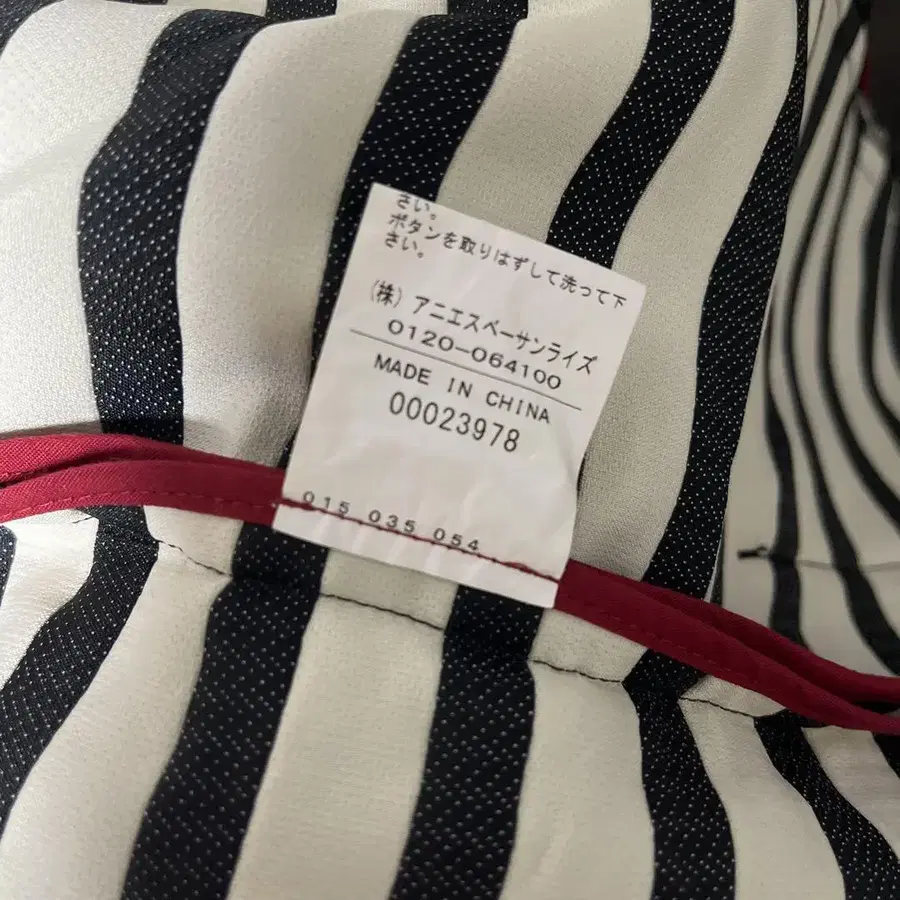 さい。
ボタンを取りはずして洗って下
さい。
(株) アニエスベーサンライズ
0120-064100
MADE IN CHINA
00023978
015 035 054